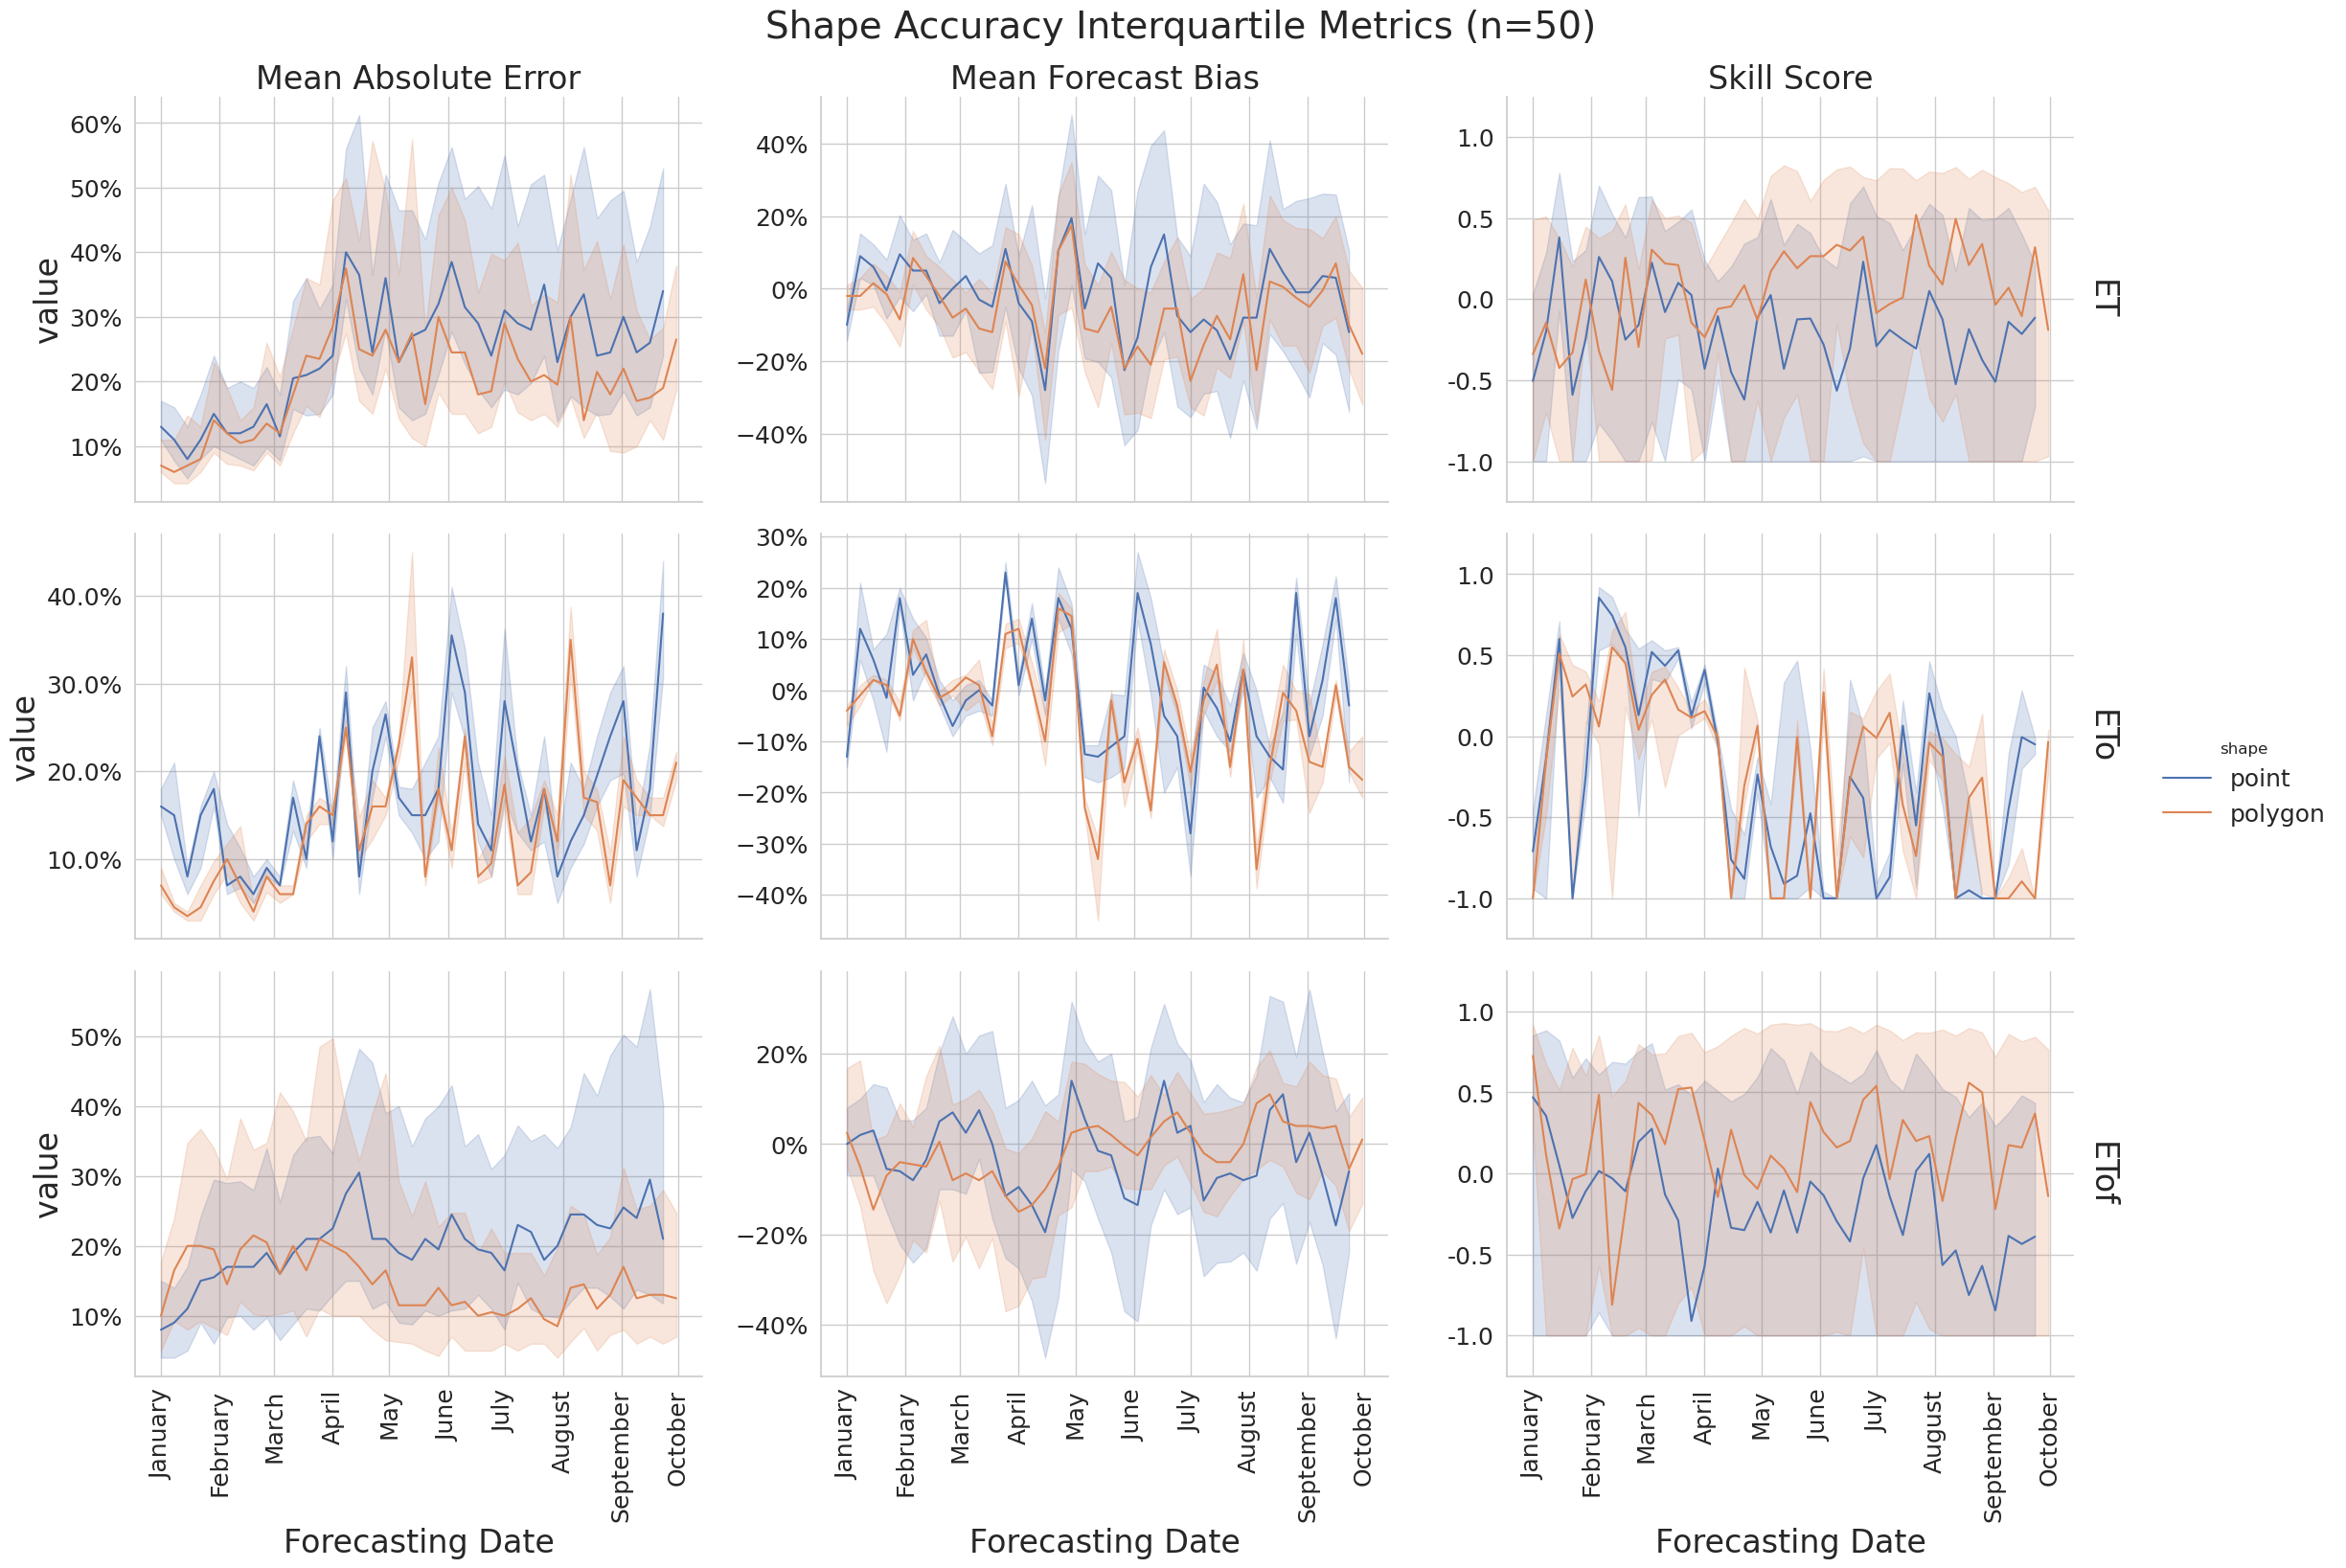 Shape Accuracy Interquartile Metrics (n=50)
Mean Absolute Error
Mean Forecast Bias
Skill Score
value
60%
50%
40%
30%
20%
10%
40%
20%
0%
−20%
−40%
1.0
0.5
0.0
-0.5
-1.0
ET
value
40.0%
30.0%
20.0%
10.0%
30%
20%
10%
0%
−10%
−20%
−30%
−40%
1.0
0.5
0.0
-0.5
-1.0
ETo
shape
point
polygon
value
50%
40%
30%
20%
10%
20%
0%
−20%
−40%
1.0
0.5
0.0
-0.5
-1.0
ETof
January
February
March
April
May
June
July
August
September
October
January
February
March
April
May
June
July
August
September
October
January
February
March
April
May
June
July
August
September
October
Forecasting Date
Forecasting Date
Forecasting Date